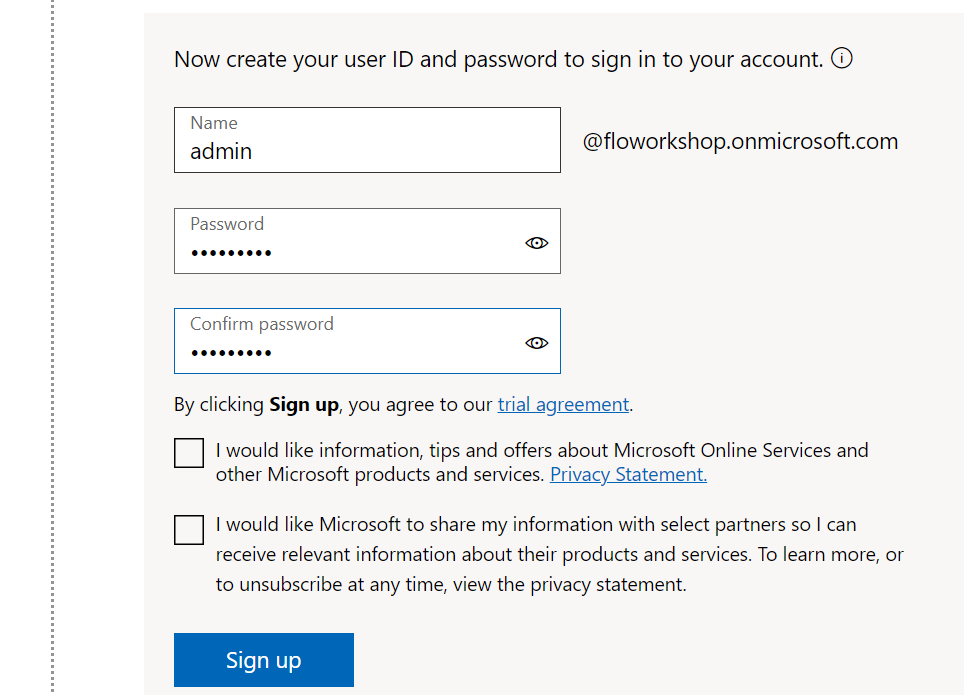 Now create your user ID and password to sign in to your account.
Name
admin
@floworkshop.onmicrosoft.com
Password
•••••••••
Confirm password
•••••••••
By clicking Sign up, you agree to our trial agreement.
I would like information, tips and offers about Microsoft Online Services and
other Microsoft products and services. Privacy Statement.
I would like Microsoft to share my information with select partners so I can
receive relevant information about their products and services. To learn more, or
to unsubscribe at any time, view the privacy statement.
Sign up